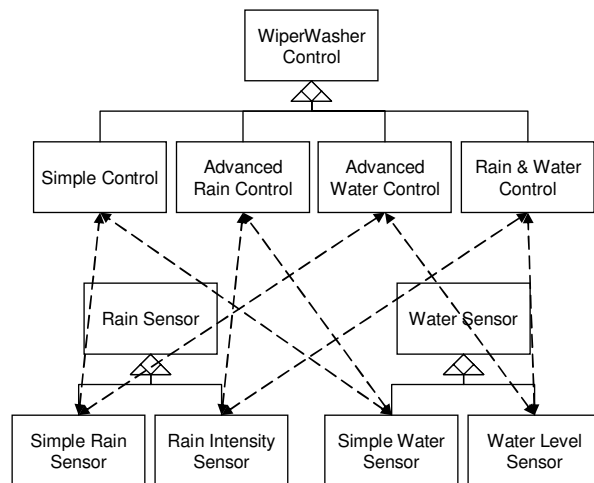 WiperWasher
Control
Simple Control
Advanced
Rain Control
Advanced
Water Control
Rain & Water
Control
Rain Sensor
Water Sensor
Simple Rain
Sensor
Rain Intensity
Sensor
Simple Water
Sensor
Water Level
Sensor